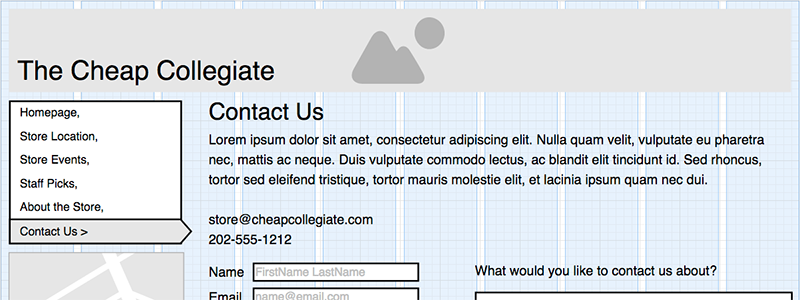 The Cheap Collegiate
Homepage,
Store Location,
Store Events,
Staff Picks,
About the Store,
Contact Us >
Contact Us
Lorem ipsum dolor sit amet, consectetur adipiscing elit. Nulla quam velit, vulputate eu pharetra
nec, mattis ac neque. Duis vulputate commodo lectus, ac blandit elit tincidunt id. Sed rhoncus,
tortor sed eleifend tristique, tortor mauris molestie elit, et lacinia ipsum quam nec dui.
store@cheapcollegiate.com
202-555-1212
Name FirstName LastName
Email name@email.com
What would you like to contact us about?